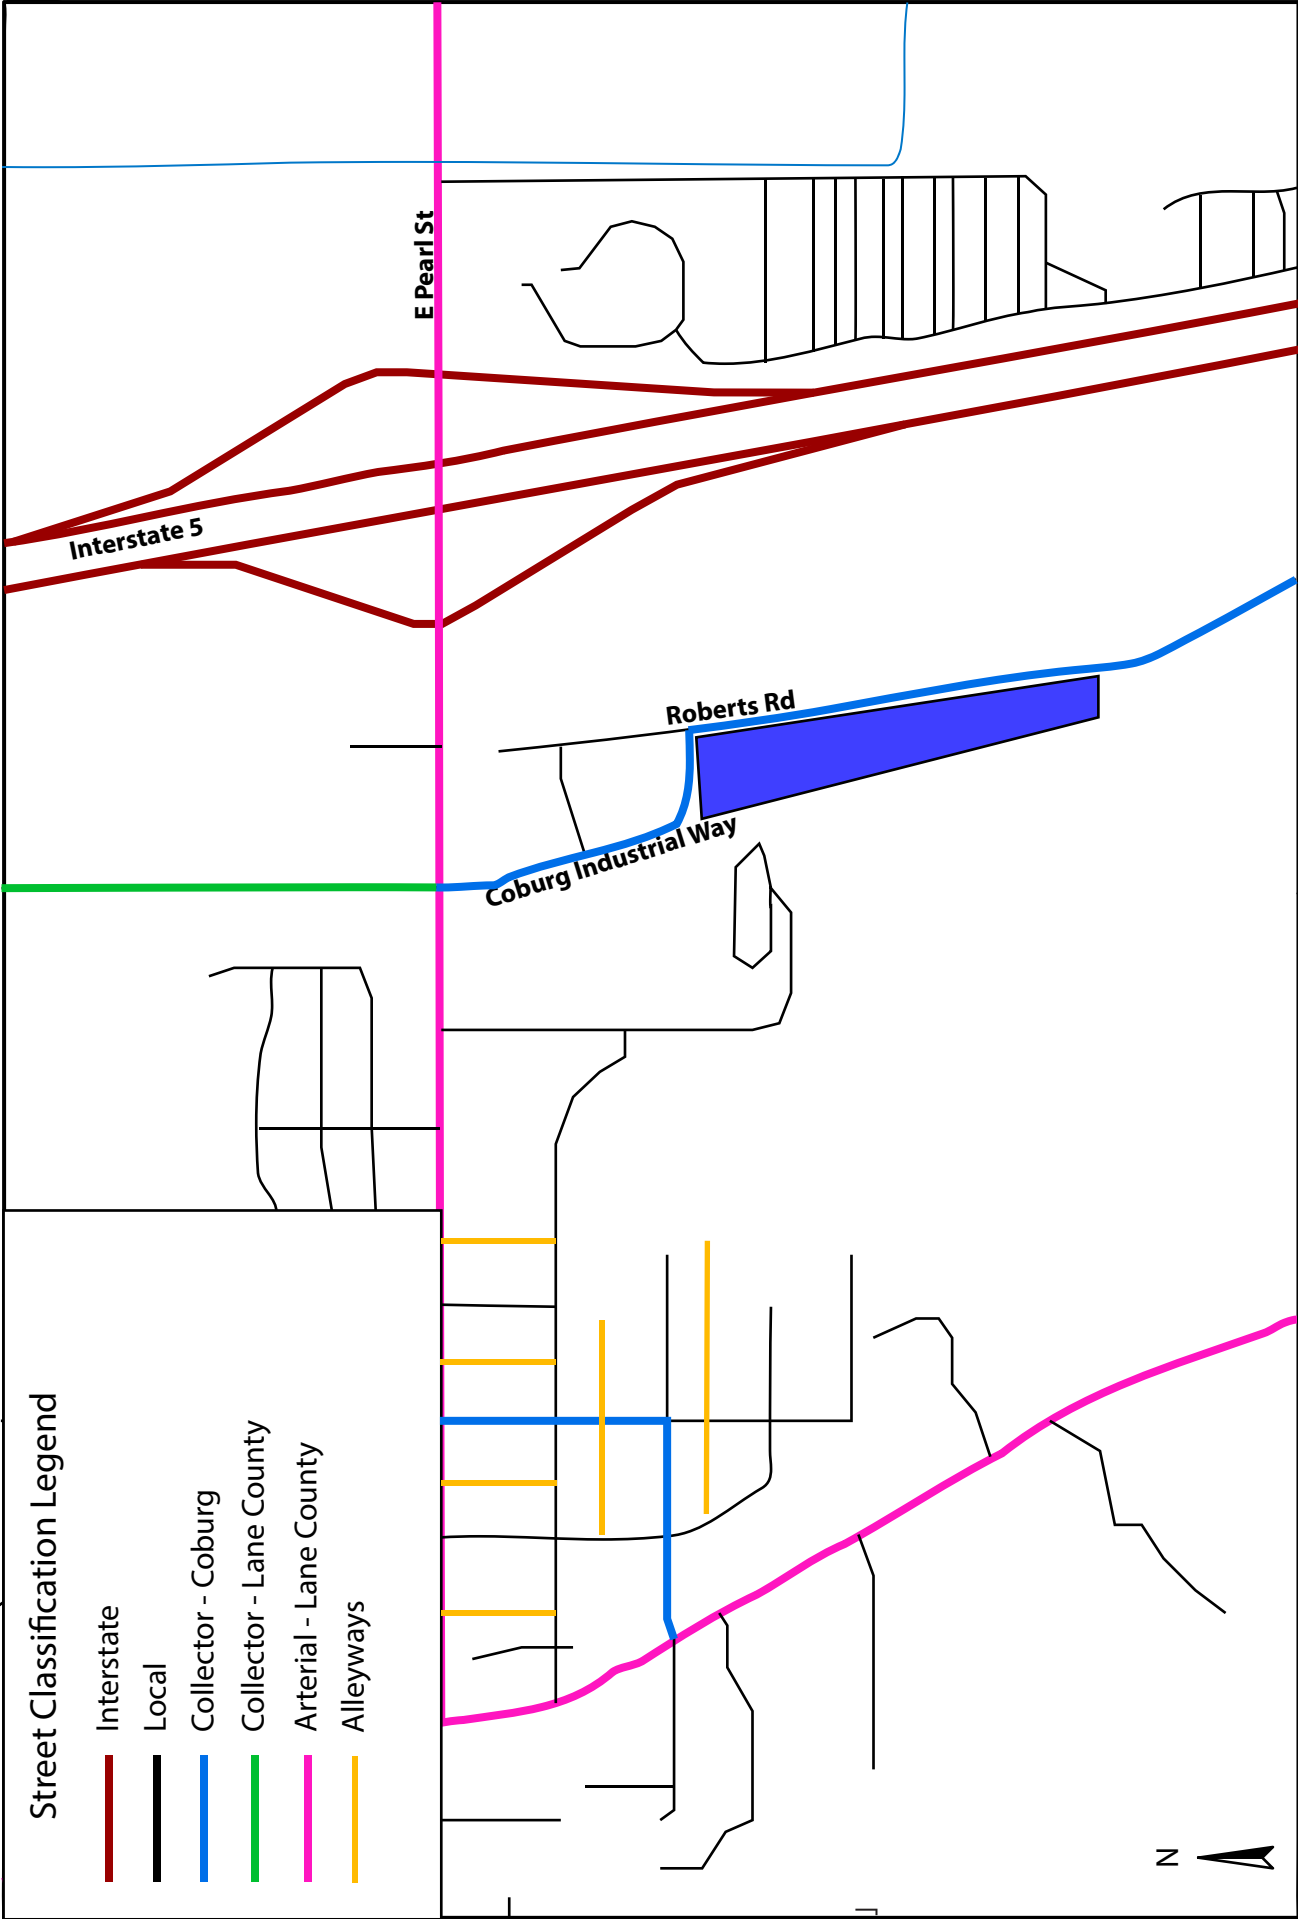 E Pearl St
Interstate 5
Roberts Rd
Coburg Industrial Way
Street Classification Legend
Interstate
Local
Collector - Coburg
Collector - Lane County
Arterial - Lane County
Alleyways
N